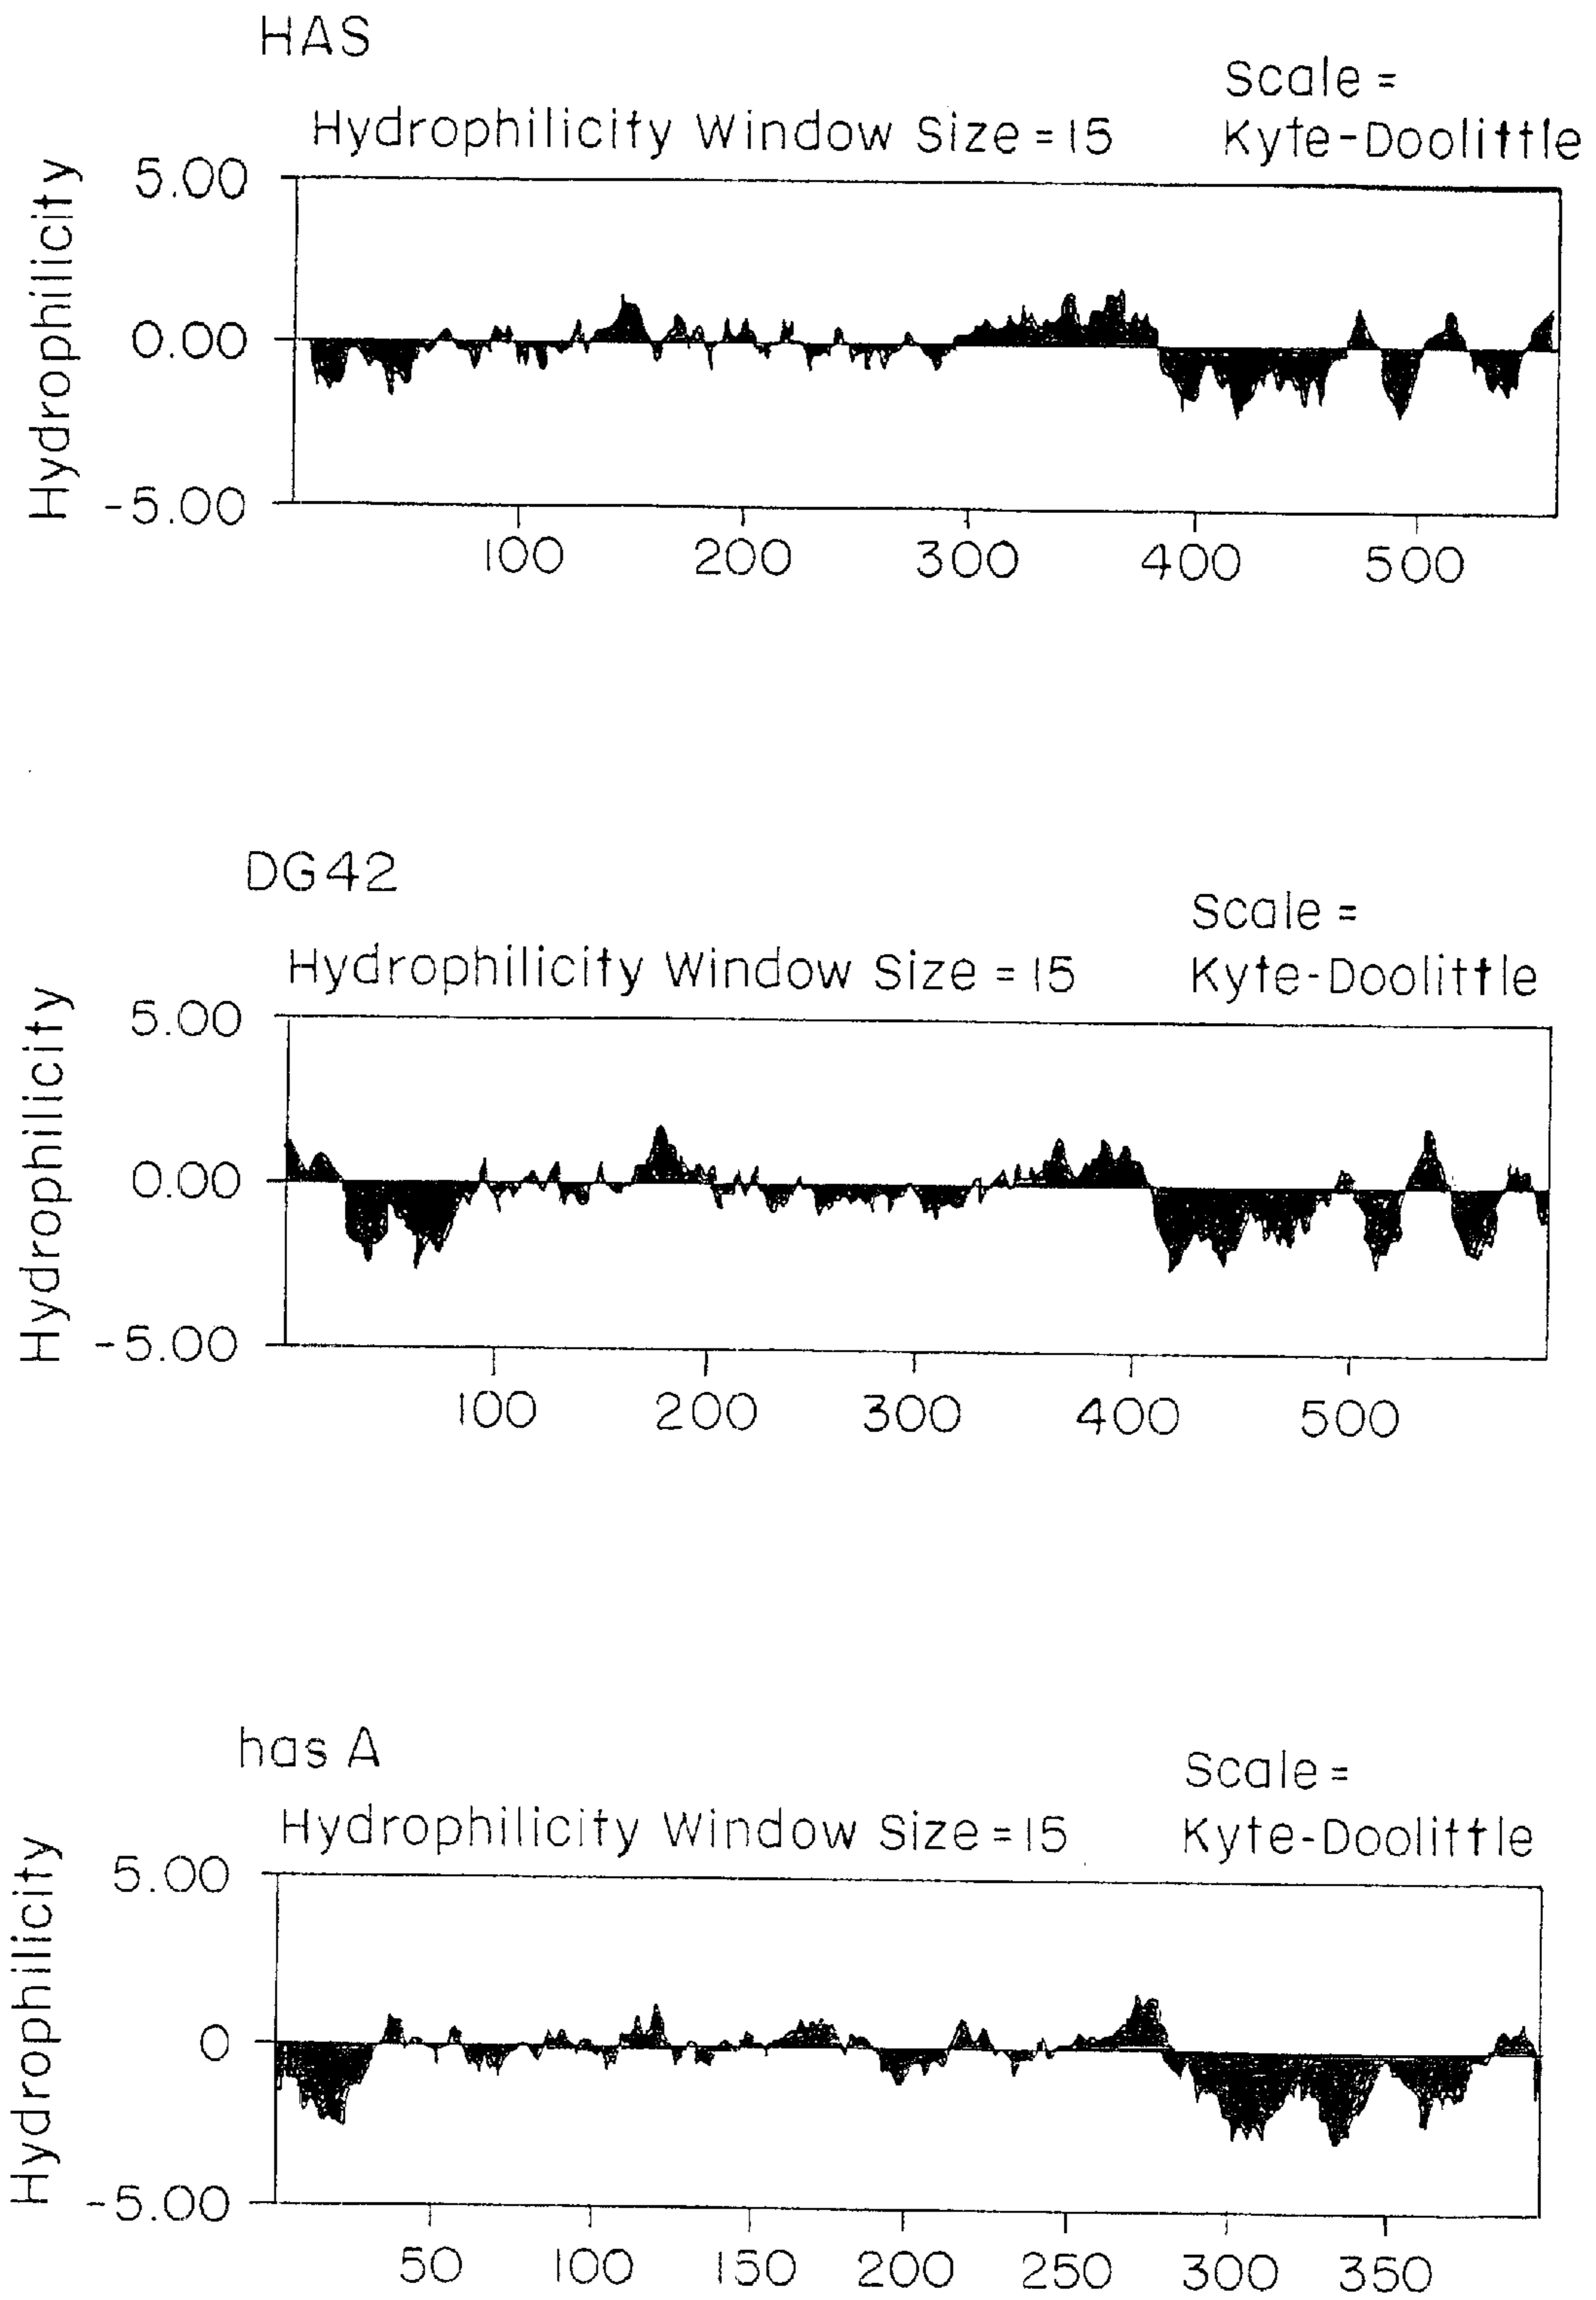 HAS
Scale =
Hydrophilicity Window Size = 15 Kyte-Doolittle
Hydrophilicity
5.00
0.00
-5.00
100 200 300 400 500
DG42
Scale =
Hydrophilicity Window Size = 15 Kyte-Doolittle
Hydrophilicity
5.00
0.00
-5.00
100 200 300 400 500
has A
Scale =
Hydrophilicity Window Size = 15 Kyte-Doolittle
Hydrophilicity
5.00
0
-5.00
50 100 150 200 250 300 350